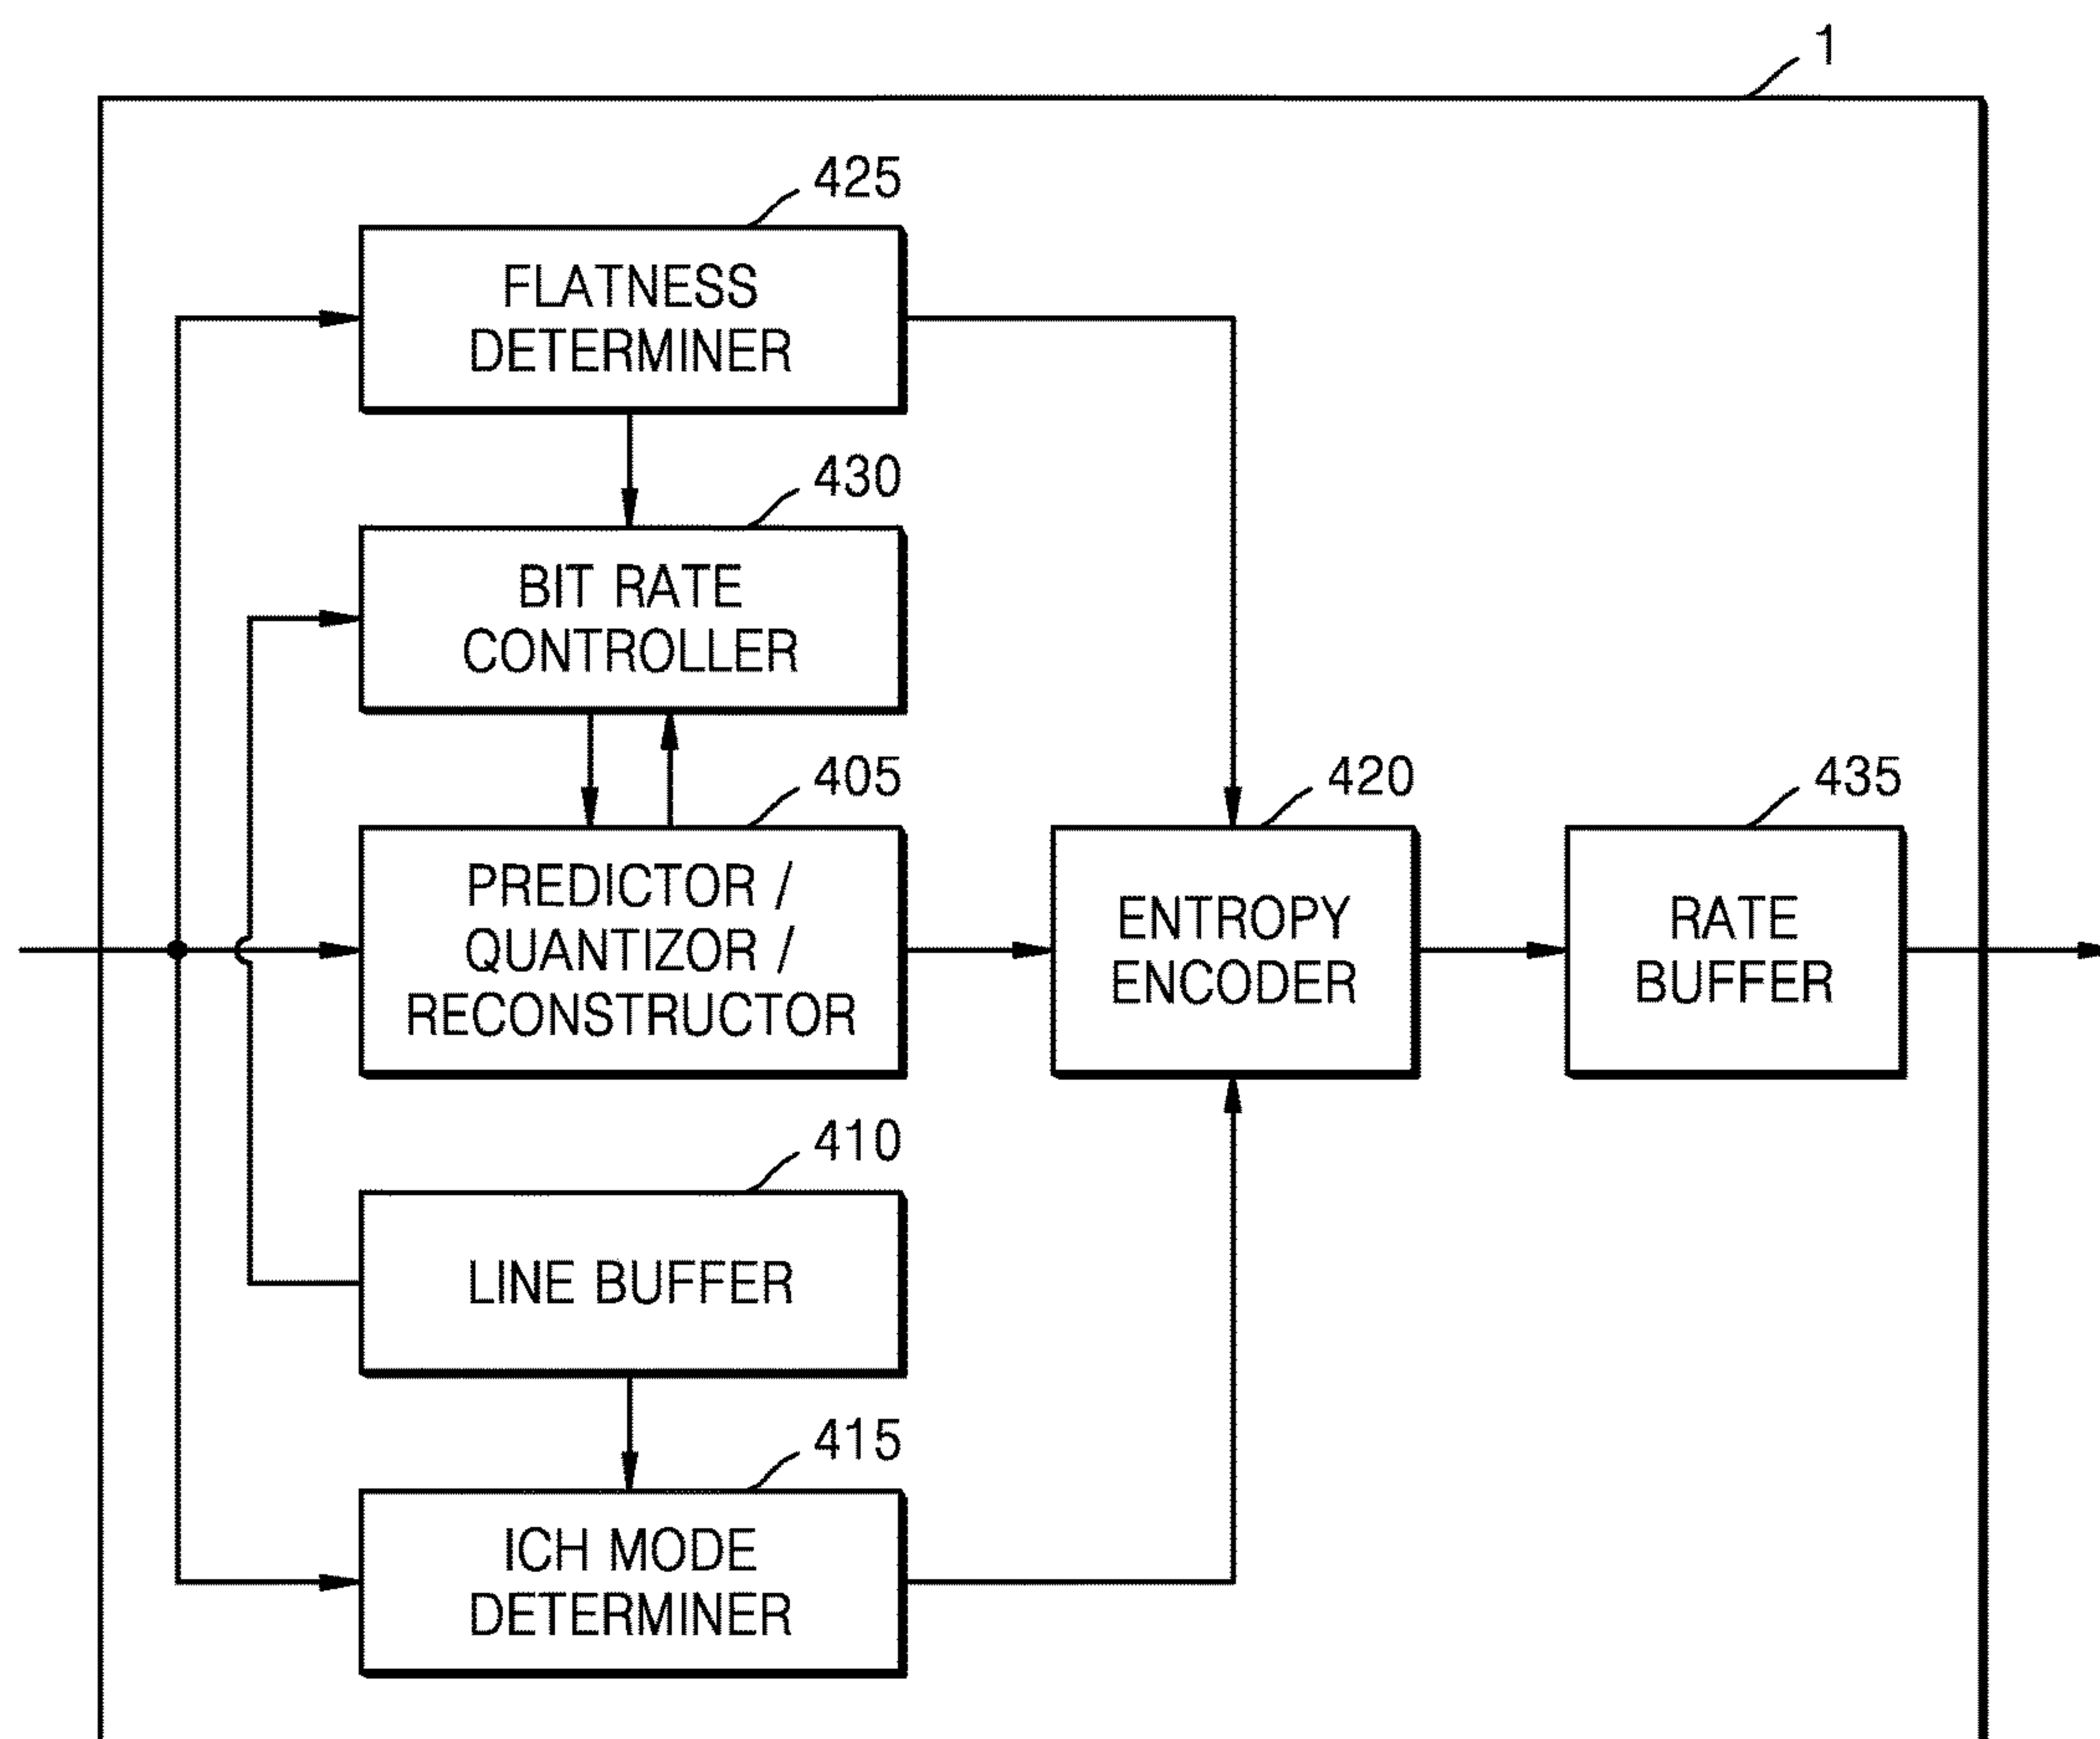 1
425
FLATNESS
DETERMINER
430
BIT RATE
CONTROLLER
405
PREDICTOR /
QUANTIZOR /
RECONSTRUCTOR
420
ENTROPY
ENCODER
435
RATE
BUFFER
410
LINE BUFFER
415
ICH MODE
DETERMINER